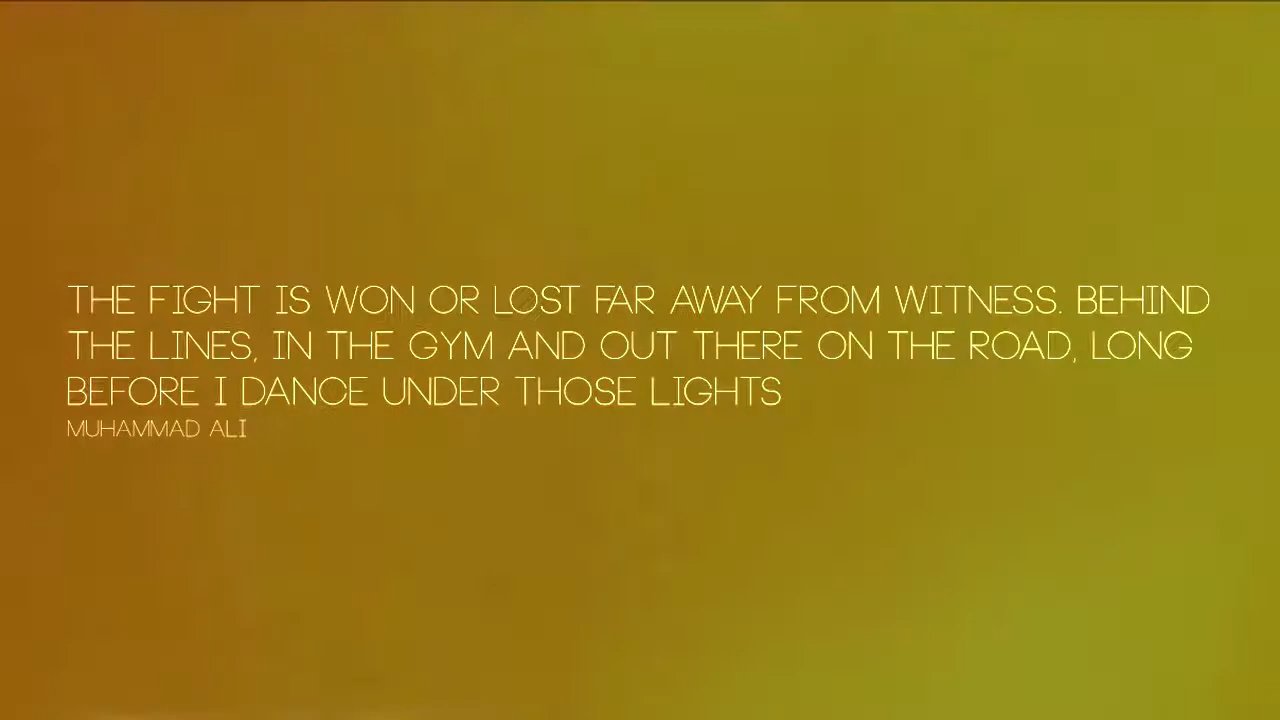 THE FIGHT IS WON OR LOST FAR AWAY FROM WITNESS. BEHIND
THE LINES, IN THE GYM AND OUT THERE ON THE ROAD, LONG
BEFORE I DANCE UNDER THOSE LIGHTS
MUHAMMAD ALI